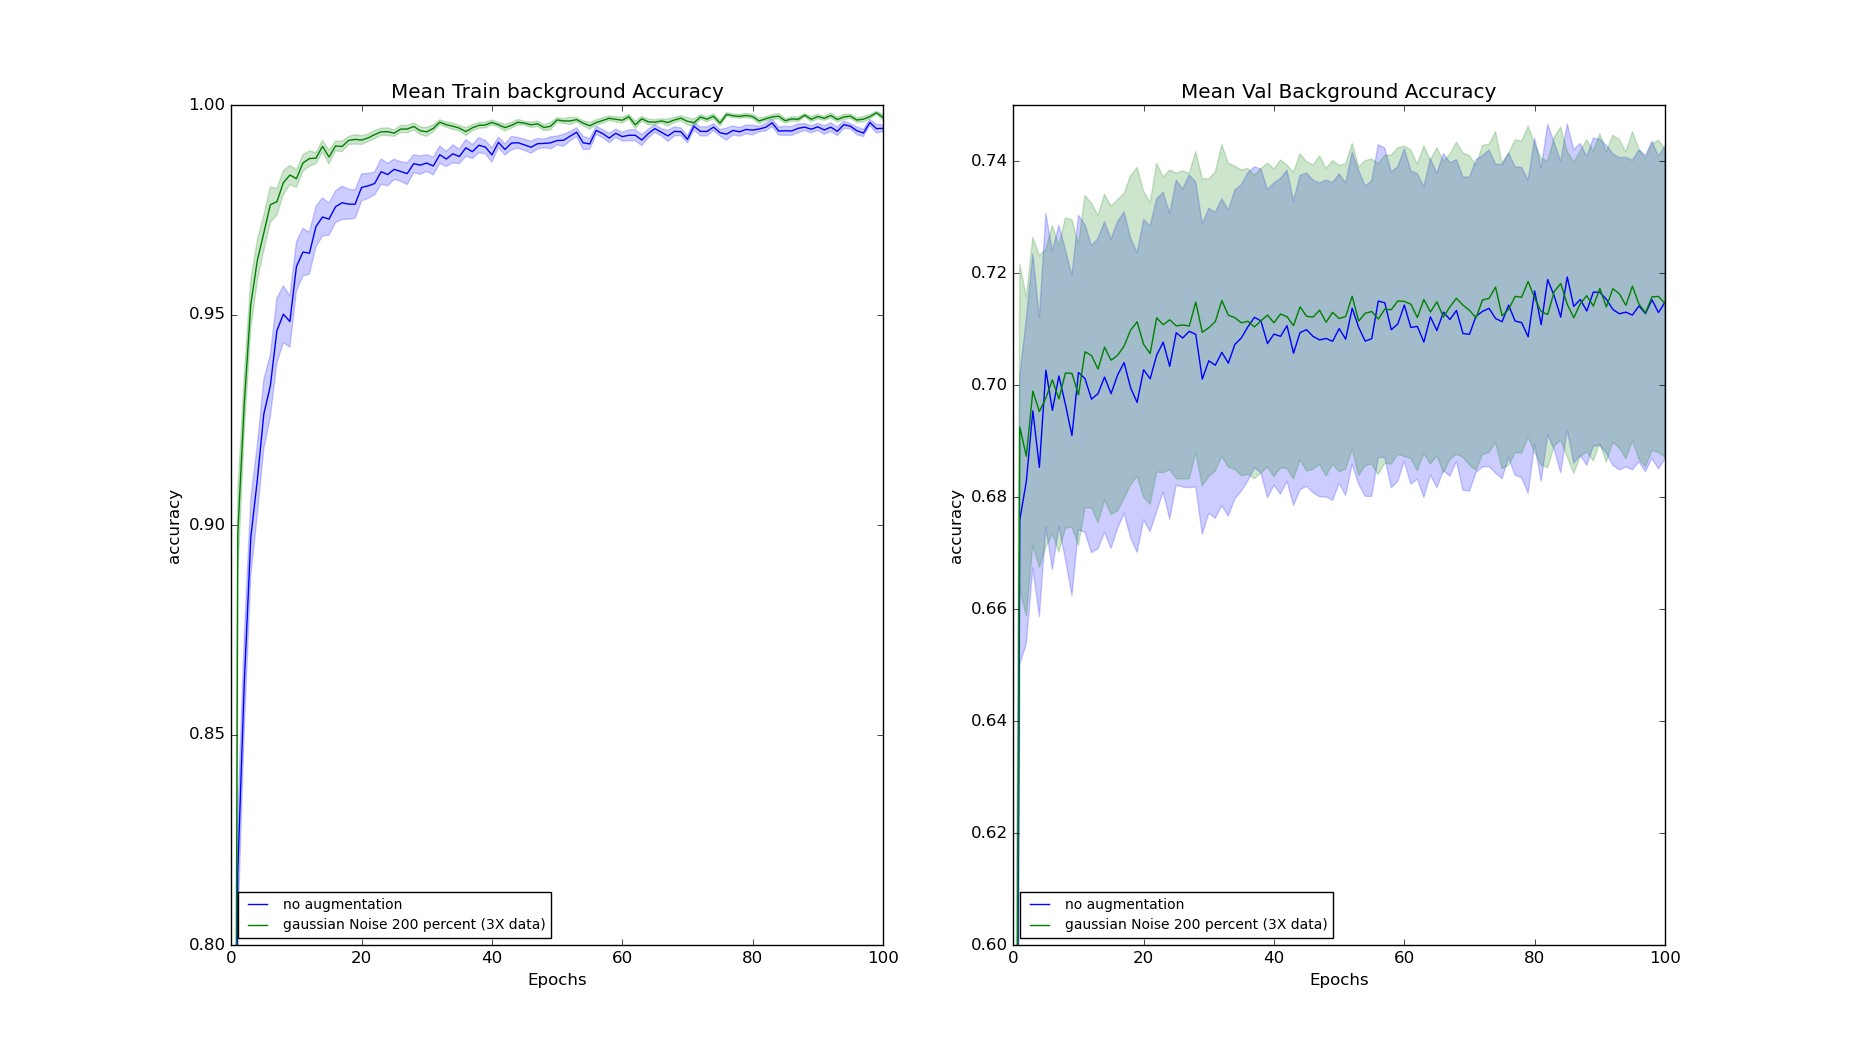 Mean Train background Accuracy
1.00
0.95
0.90
0.85
0.80
accuracy
no augmentation
gaussian Noise 200 percent (3X data)
0 20 40 60 80 100
Epochs
Mean Val Background Accuracy
0.74
0.72
0.70
0.68
0.66
0.64
0.62
0.60
accuracy
no augmentation
gaussian Noise 200 percent (3X data)
0 20 40 60 80 100
Epochs